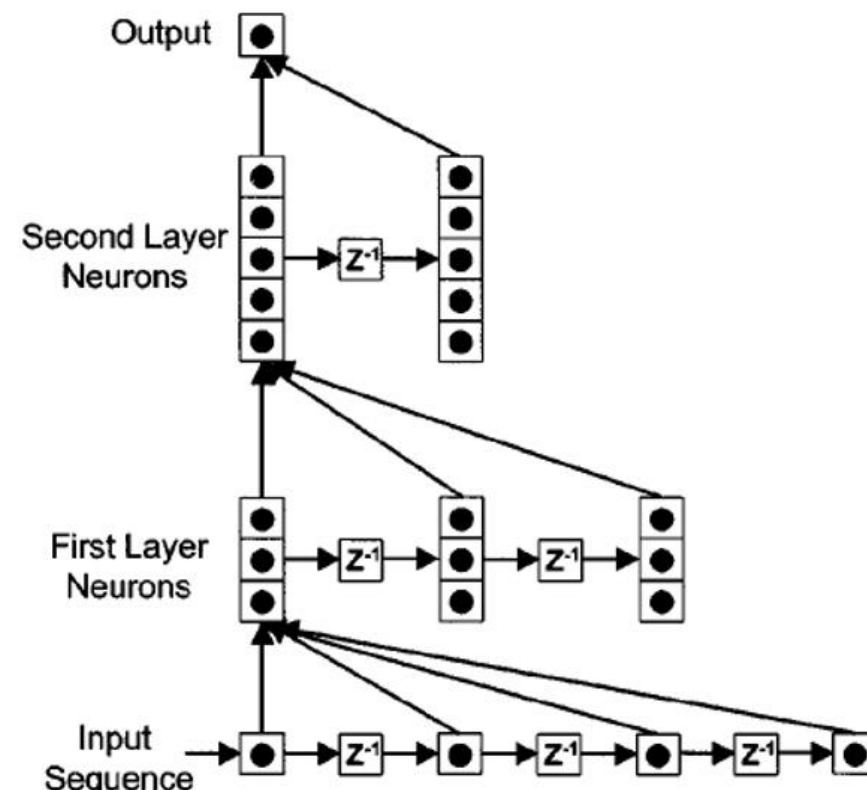 Output
Second Layer
Neurons
Z⁻¹
First Layer
Neurons
Z⁻¹ Z⁻¹
Input
Sequence
Z⁻¹ Z⁻¹ Z⁻¹